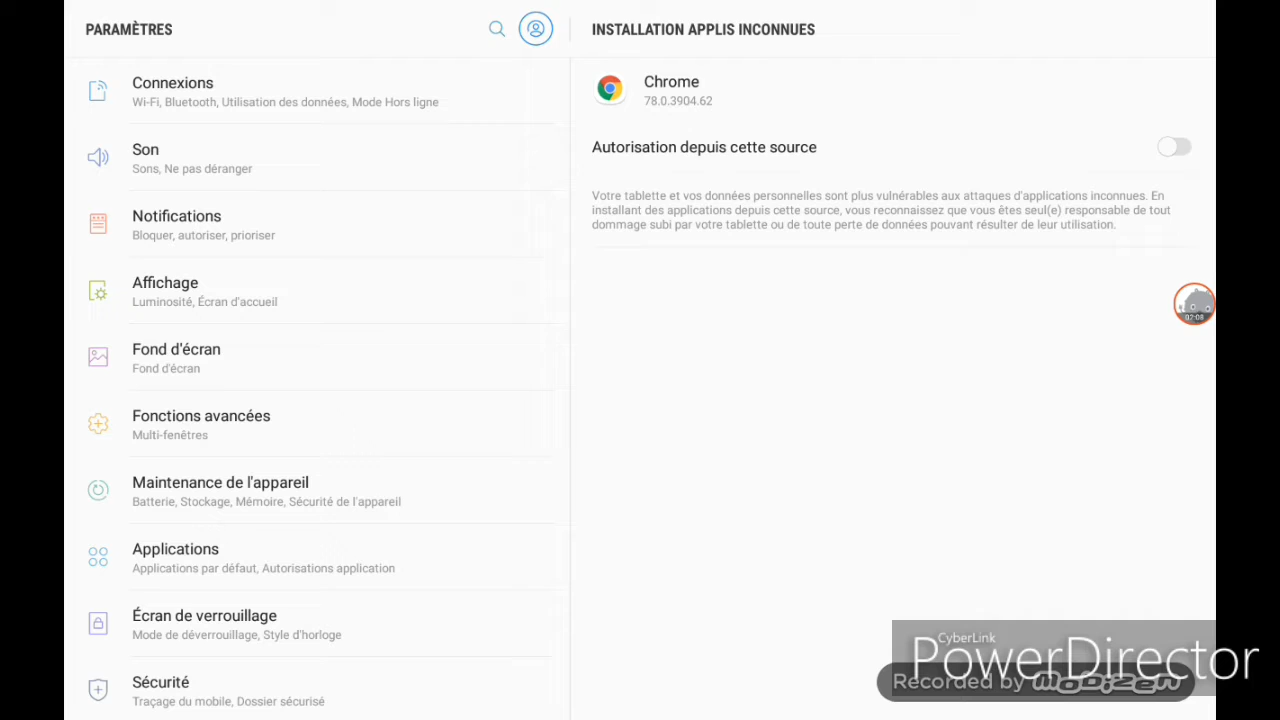 PARAMÈTRES
Connexions
Wi-Fi, Bluetooth, Utilisation des données, Mode Hors ligne
Son
Sons, Ne pas déranger
Notifications
Bloquer, autoriser, prioriser
Affichage
Luminosité, Écran d'accueil
Fond d'écran
Fond d'écran
Fonctions avancées
Multi-fenêtres
Maintenance de l'appareil
Batterie, Stockage, Mémoire, Sécurité de l'appareil
Applications
Applications par défaut, Autorisations application
Écran de verrouillage
Mode de déverrouillage, Style d'horloge
Sécurité
Traçage du mobile, Dossier sécurisé
INSTALLATION APPLIS INCONNUES
Chrome
78.0.3904.62
Autorisation depuis cette source
Votre tablette et vos données personnelles sont plus vulnérables aux attaques d'applications inconnues. En
installant des applications depuis cette source, vous reconnaissez que vous êtes seul(e) responsable de tout
dommage subi par votre tablette ou de toute perte de données pouvant résulter de leur utilisation.
02:08
CyberLink
PowerDirector
Recorded by mobizen